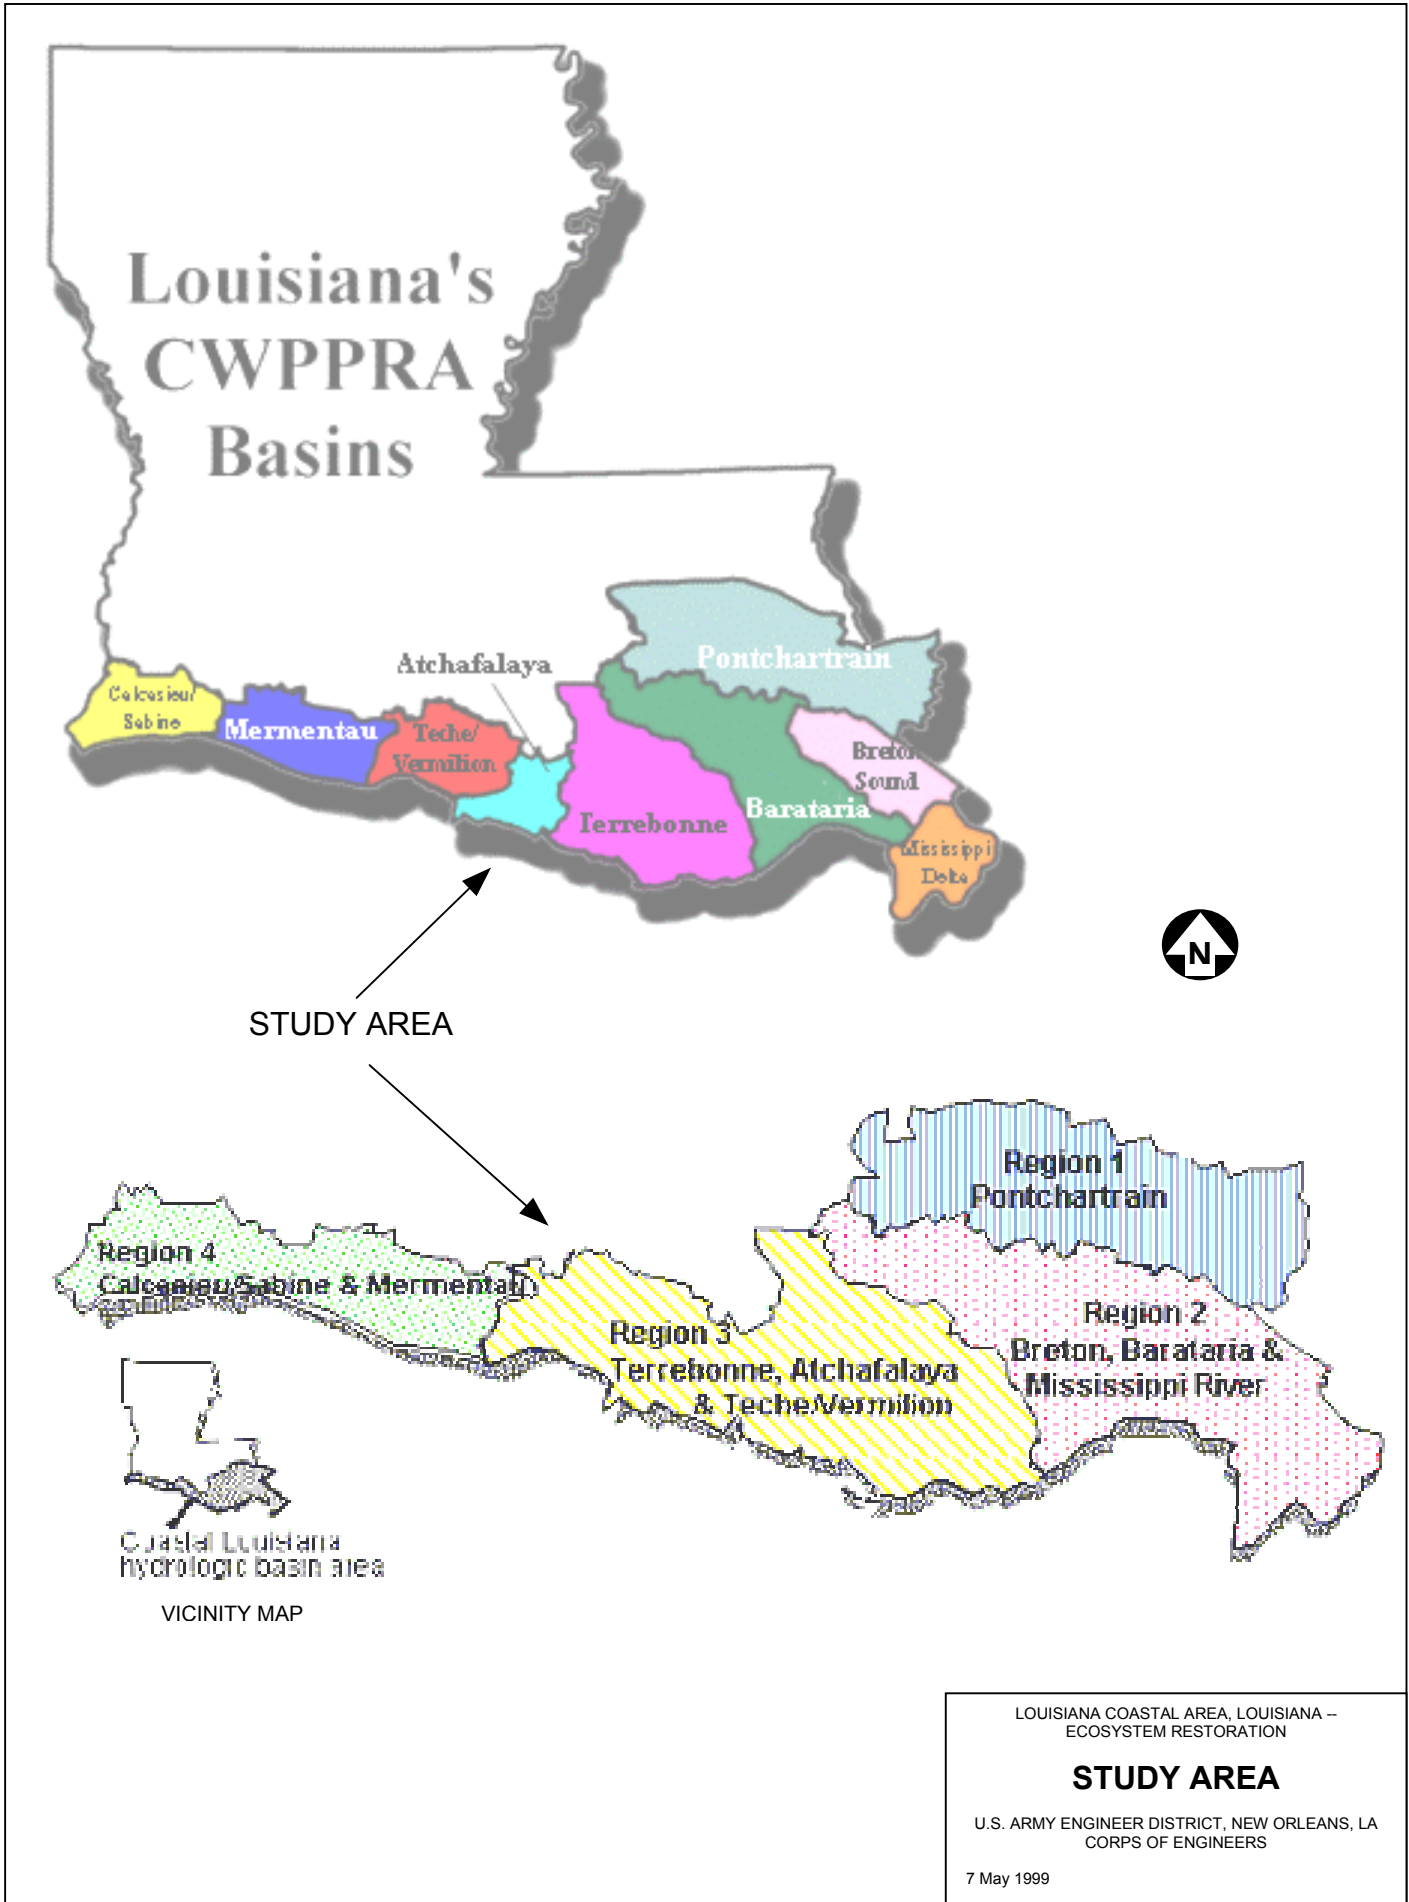 Louisiana's
CWPPRA
Basins
Atchafalaya
Pontchartrain
Calcasieu/
Sabine
Mermentau
Teche/
Vermilion
Breton
Sound
Terrebonne
Barataria
Mississippi
Delta
N
STUDY AREA
Region 1
Pontchartrain
Region 4
Calcasieu/Sabine & Mermentau
Region 2
Breton, Barataria &
Mississippi River
Region 3
Terrebonne, Atchafalaya
& Teche/Vermilion
Coastal Louisiana
hydrologic basin area
VICINITY MAP
LOUISIANA COASTAL AREA, LOUISIANA --
ECOSYSTEM RESTORATION
STUDY AREA
U.S. ARMY ENGINEER DISTRICT, NEW ORLEANS, LA
CORPS OF ENGINEERS
7 May 1999